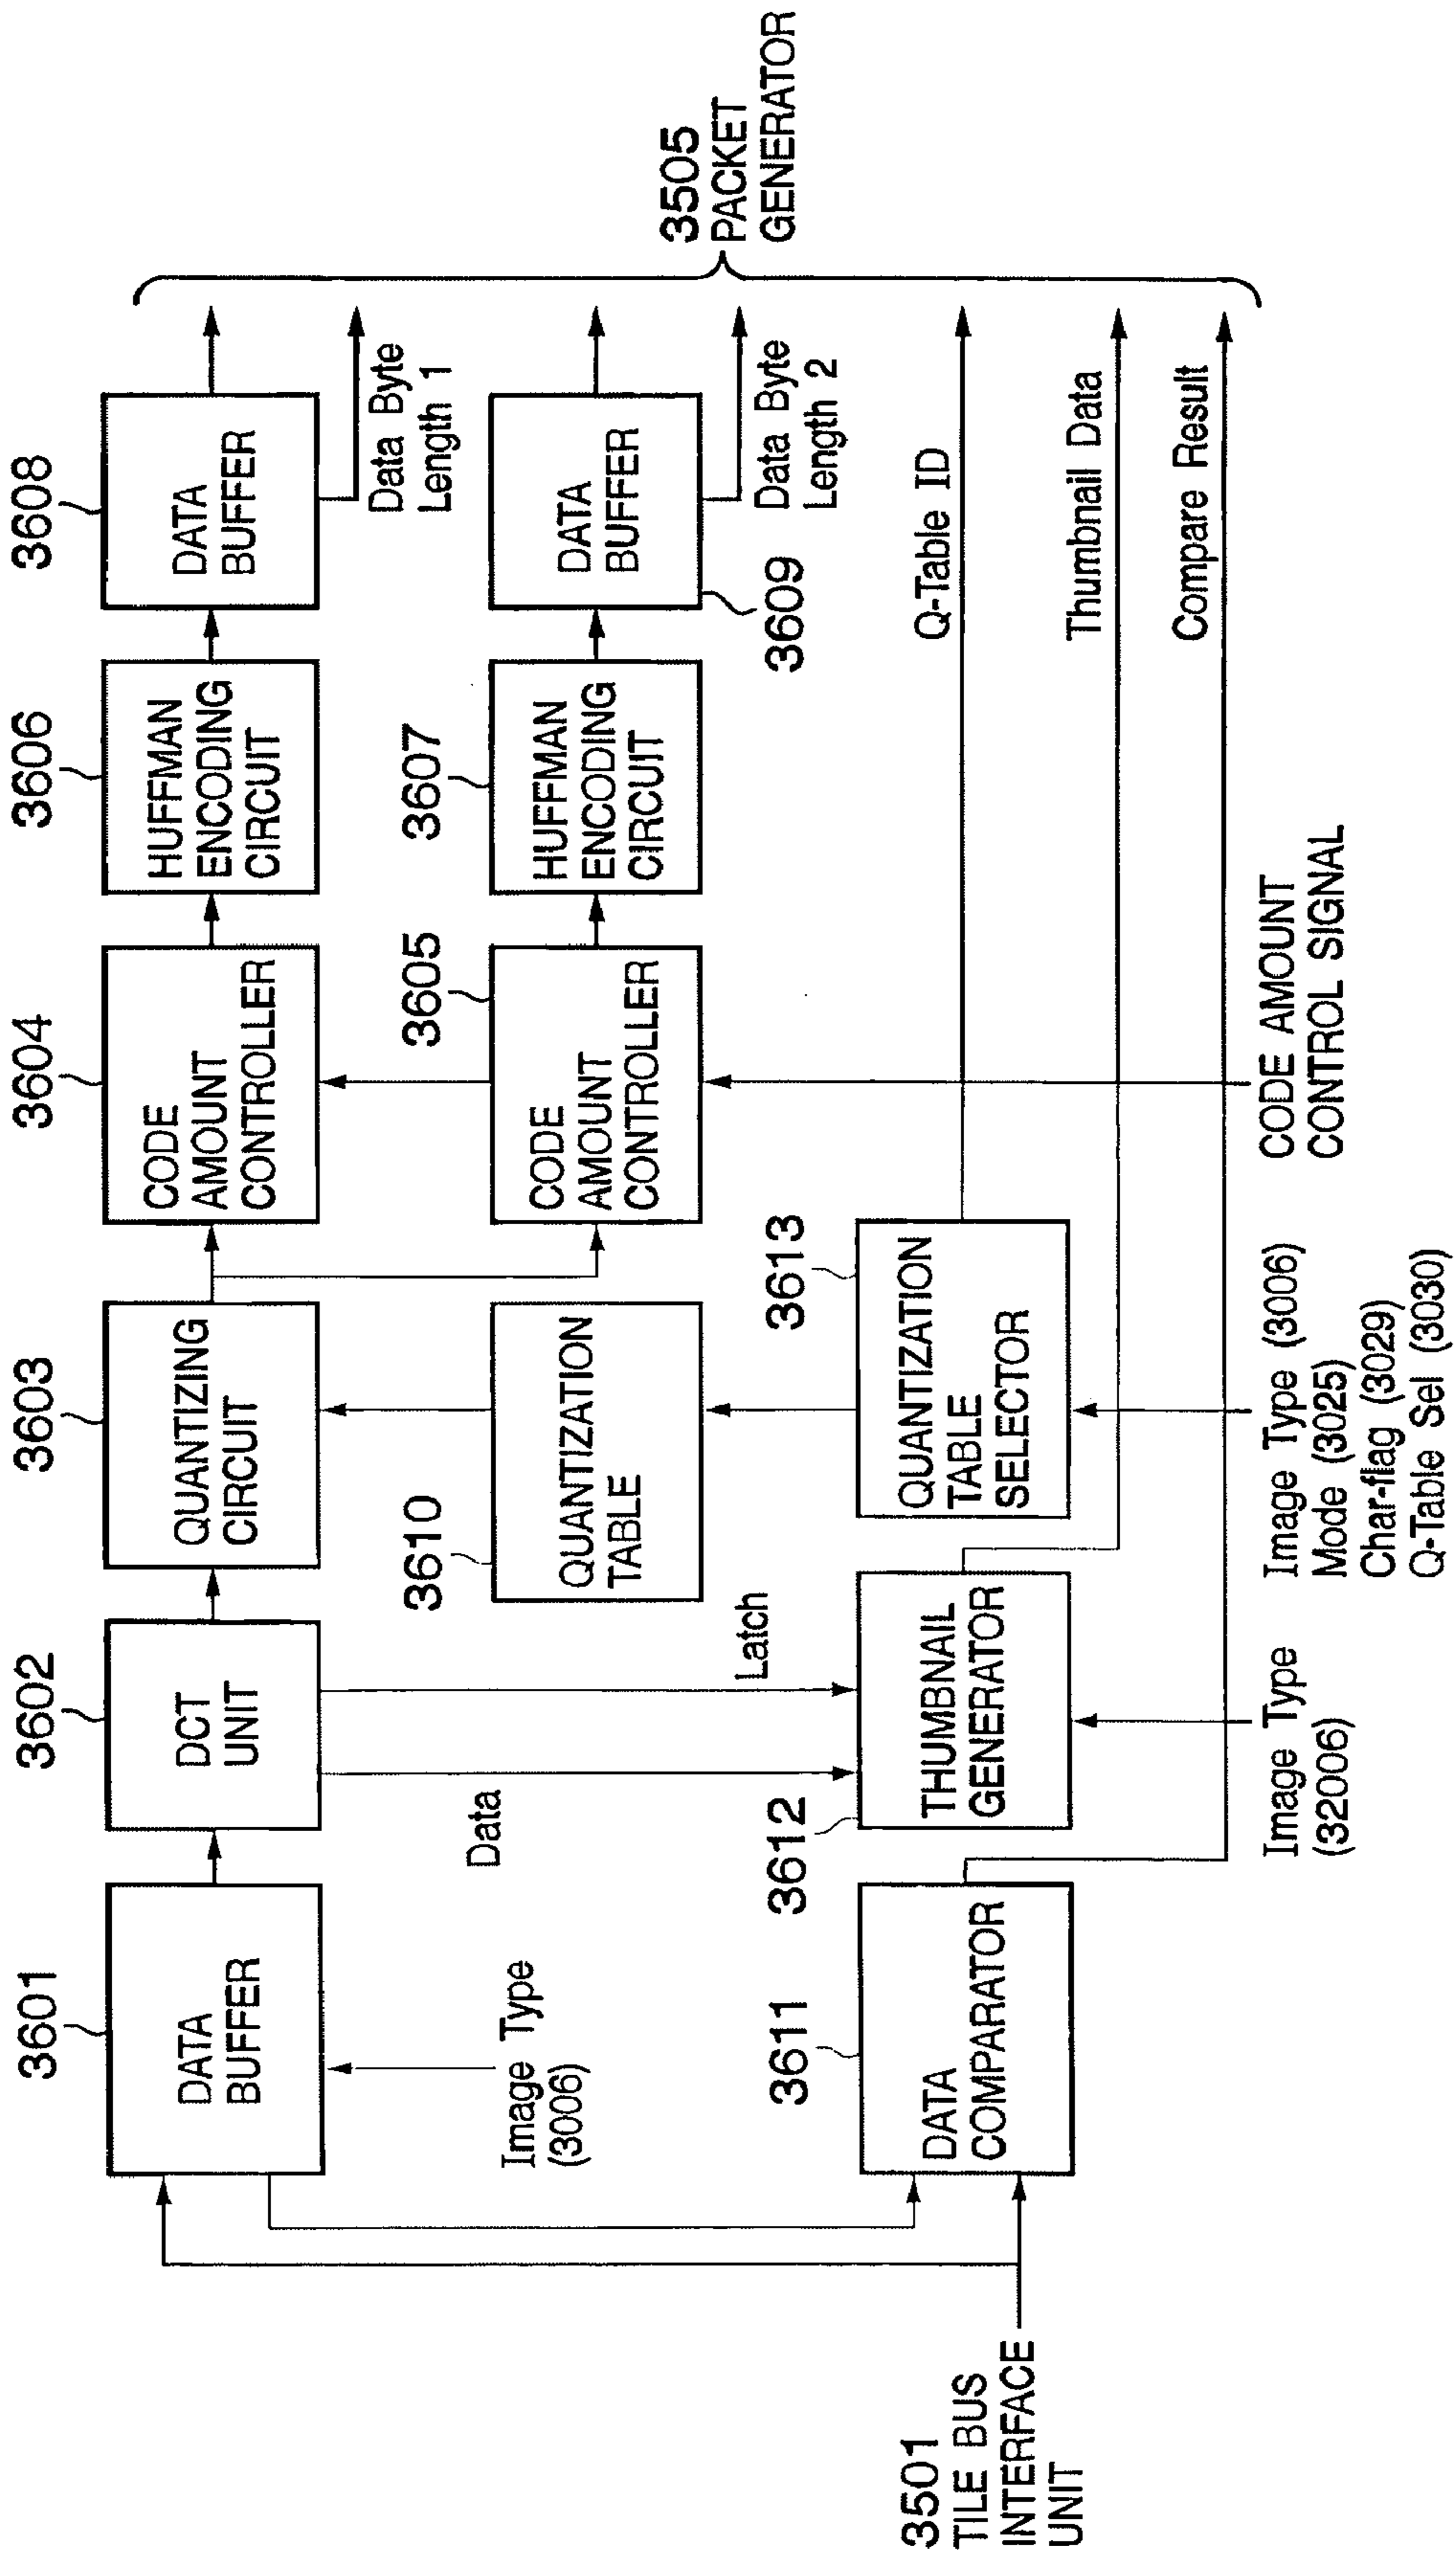 3601
DATA
BUFFER
3602
DCT
UNIT
3603
QUANTIZING
CIRCUIT
3604
CODE
AMOUNT
CONTROLLER
3606
HUFFMAN
ENCODING
CIRCUIT
3608
DATA
BUFFER
Data Byte
Length 1
Image Type
(3006)
Data
Latch
3610
QUANTIZATION
TABLE
3605
CODE
AMOUNT
CONTROLLER
3607
HUFFMAN
ENCODING
CIRCUIT
3609
DATA
BUFFER
Data Byte
Length 2
3505
PACKET
GENERATOR
3501
TILE BUS
INTERFACE
UNIT
3611
DATA
COMPARATOR
3612
THUMBNAIL
GENERATOR
3613
QUANTIZATION
TABLE
SELECTOR
Q-Table ID
Thumbnail Data
Compare Result
Image Type
(32006)
Image Type (3006)
Mode (3025)
Char-flag (3029)
Q-Table Sel (3030)
CODE AMOUNT
CONTROL SIGNAL